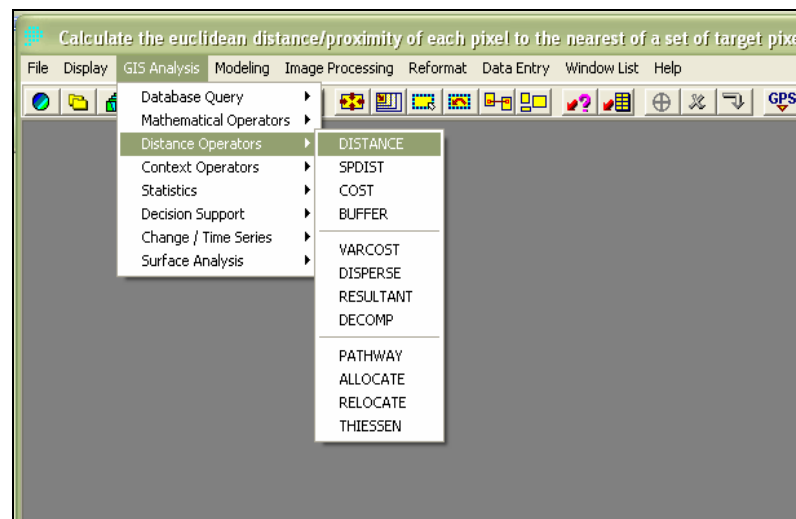 Calculate the euclidean distance/proximity of each pixel to the nearest of a set of target pixe
File Display GIS Analysis Modeling Image Processing Reformat Data Entry Window List Help
GPS
Database Query
Mathematical Operators
Distance Operators
Context Operators
Statistics
Decision Support
Change / Time Series
Surface Analysis
DISTANCE
SPDIST
COST
BUFFER
VARCOST
DISPERSE
RESULTANT
DECOMP
PATHWAY
ALLOCATE
RELOCATE
THIESSEN